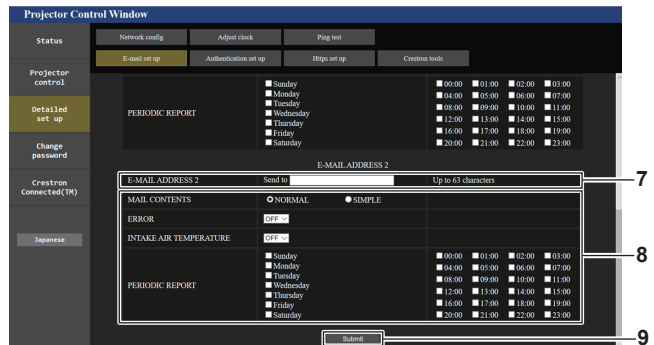 Projector Control Window
Status
Network config Adjust clock Ping test
E-mail set up Authentication set up Https set up Crestron tools
Projector
control
Detailed
set up
Change
password
Crestron
Connected(TM)
Japanese
PERIODIC REPORT
Sunday
Monday
Tuesday
Wednesday
Thursday
Friday
Saturday
00:00 01:00 02:00 03:00
04:00 05:00 06:00 07:00
08:00 09:00 10:00 11:00
12:00 13:00 14:00 15:00
16:00 17:00 18:00 19:00
20:00 21:00 22:00 23:00
E-MAIL ADDRESS 2
E-MAIL ADDRESS 2 Send to Up to 63 characters
7
MAIL CONTENTS NORMAL SIMPLE
ERROR OFF
INTAKE AIR TEMPERATURE OFF
8
PERIODIC REPORT
Sunday
Monday
Tuesday
Wednesday
Thursday
Friday
Saturday
00:00 01:00 02:00 03:00
04:00 05:00 06:00 07:00
08:00 09:00 10:00 11:00
12:00 13:00 14:00 15:00
16:00 17:00 18:00 19:00
20:00 21:00 22:00 23:00
Submit
9